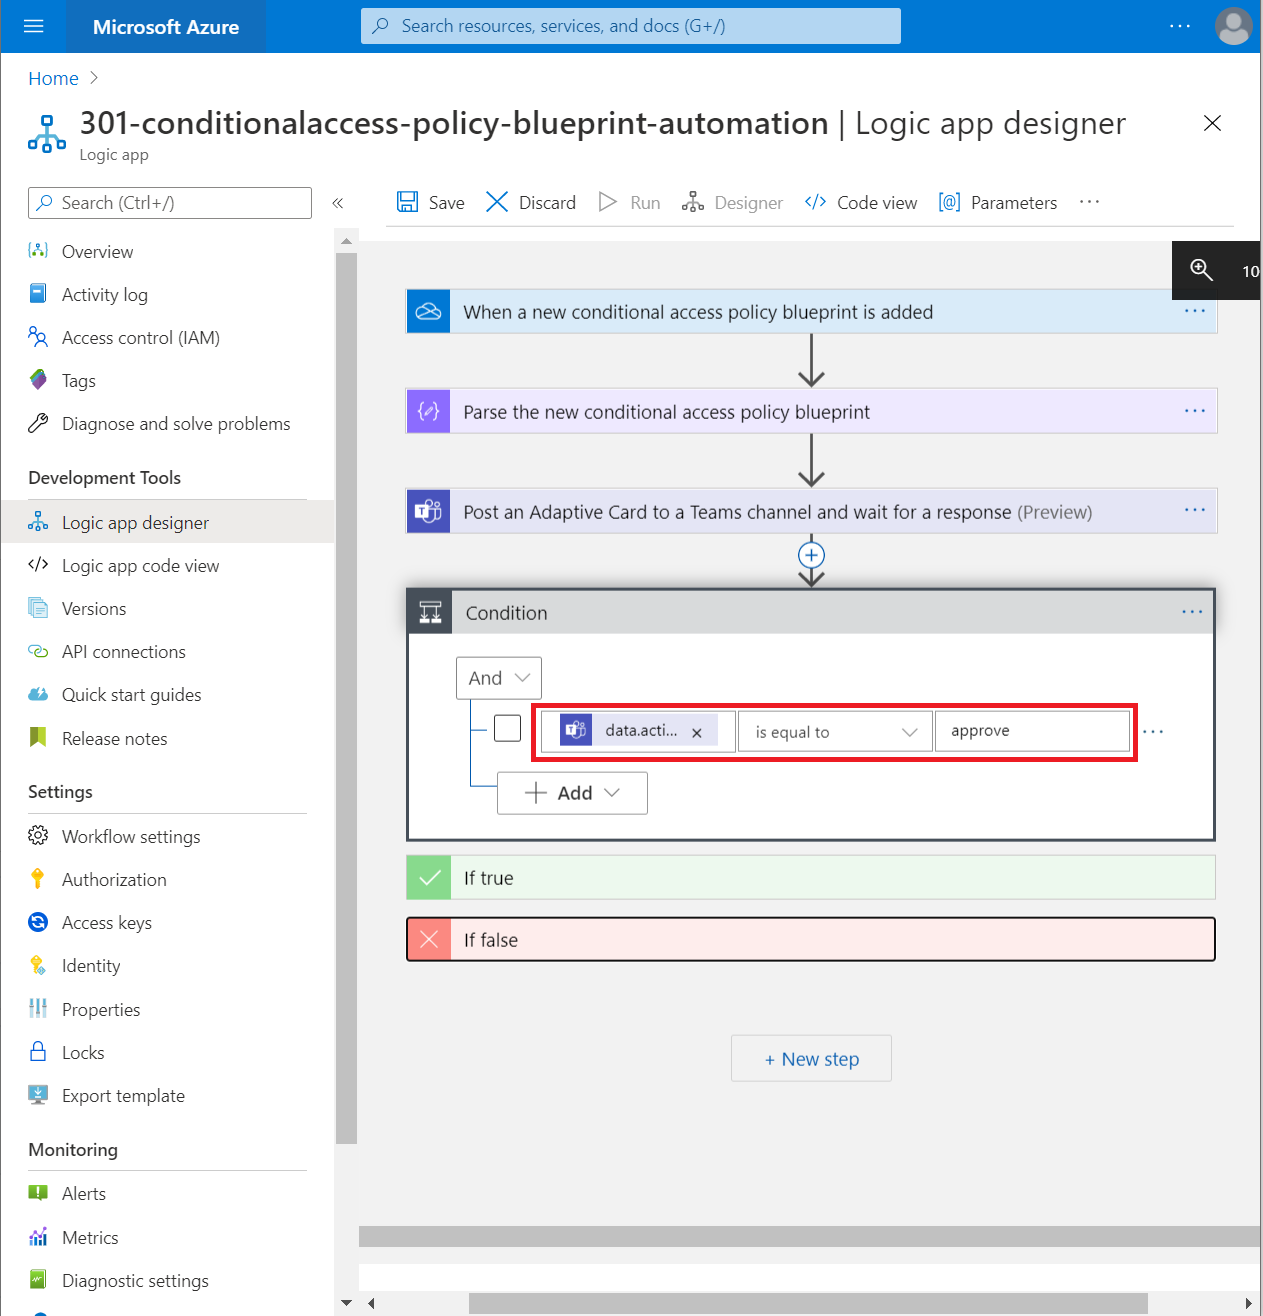 Microsoft Azure
Search resources, services, and docs (G+/)
Home
301-conditionalaccess-policy-blueprint-automation | Logic app designer
Logic app
Search (Ctrl+/)
Save
Discard
Run
Designer
Code view
Parameters
Overview
Activity log
Access control (IAM)
Tags
Diagnose and solve problems
Development Tools
Logic app designer
Logic app code view
Versions
API connections
Quick start guides
Release notes
Settings
Workflow settings
Authorization
Access keys
Identity
Properties
Locks
Export template
Monitoring
Alerts
Metrics
Diagnostic settings
10
When a new conditional access policy blueprint is added
Parse the new conditional access policy blueprint
Post an Adaptive Card to a Teams channel and wait for a response (Preview)
Condition
And
data.acti...
is equal to
approve
Add
If true
If false
+ New step